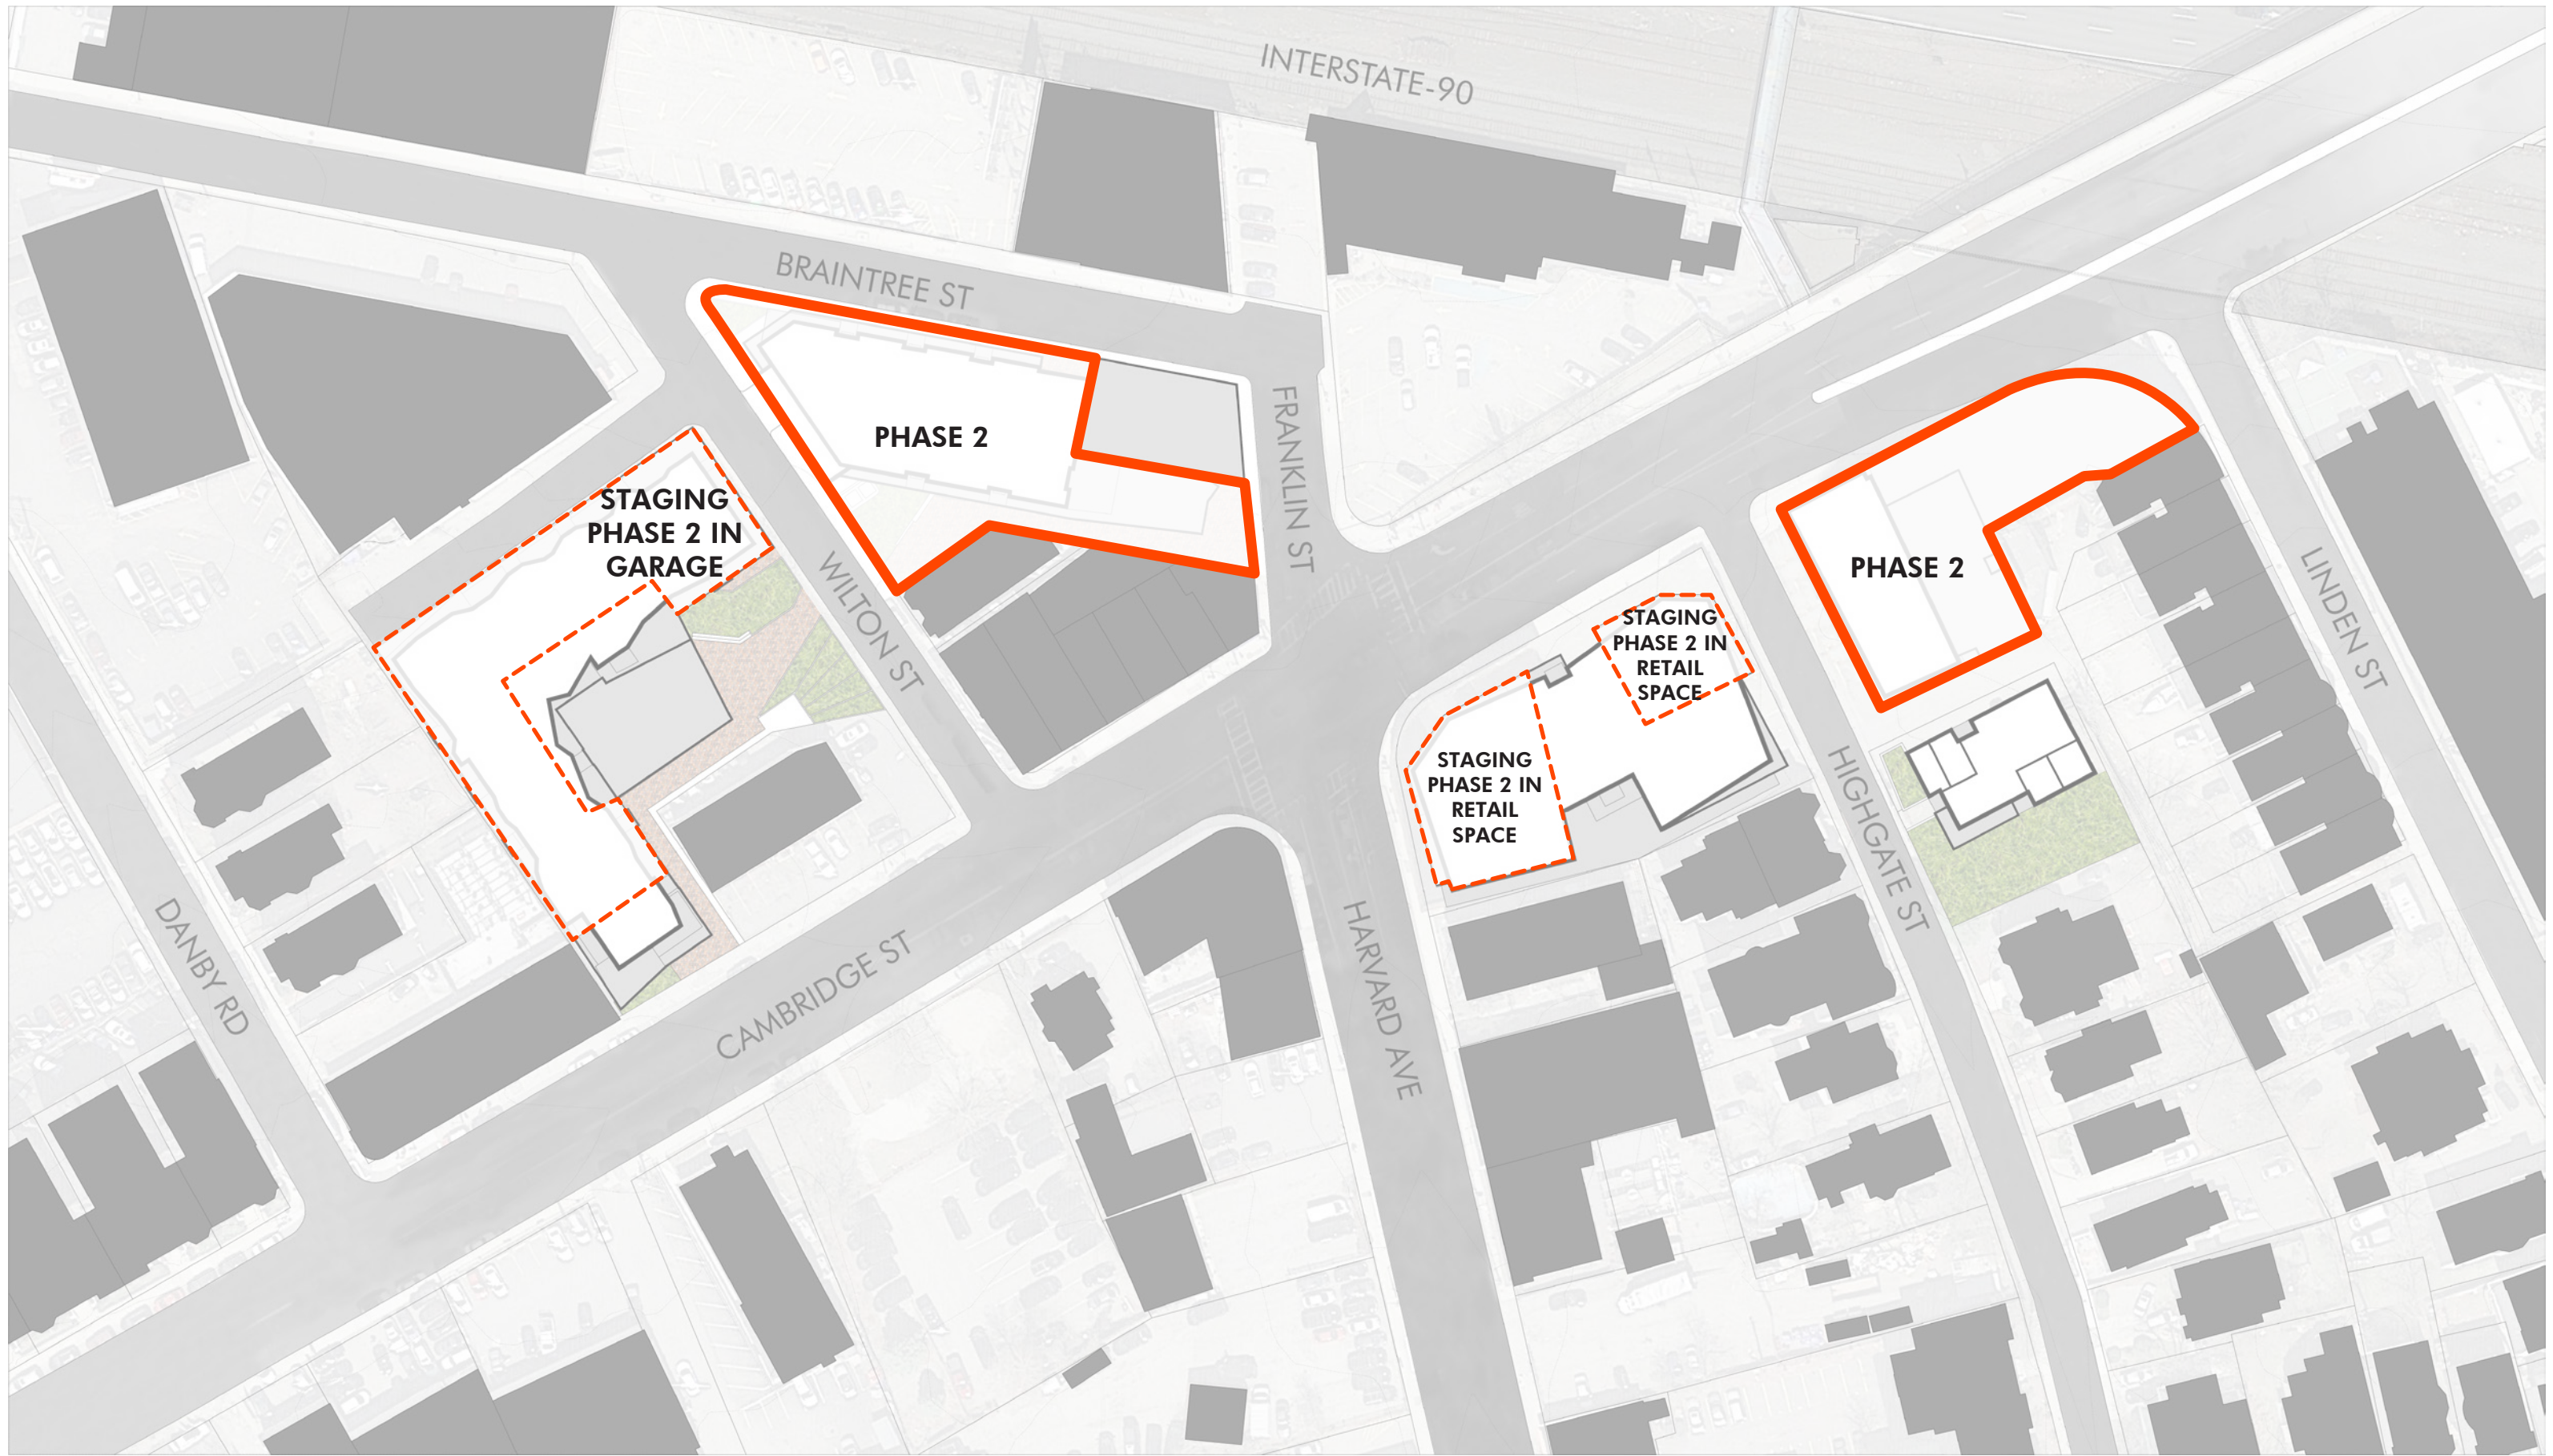 INTERSTATE-90
BRAINTREE ST
PHASE 2
FRANKLIN ST
STAGING
PHASE 2 IN
GARAGE
WILTON ST
PHASE 2
LINDEN ST
STAGING
PHASE 2 IN
RETAIL
SPACE
STAGING
PHASE 2 IN
RETAIL
SPACE
HIGHGATE ST
DANBY RD
CAMBRIDGE ST
HARVARD AVE